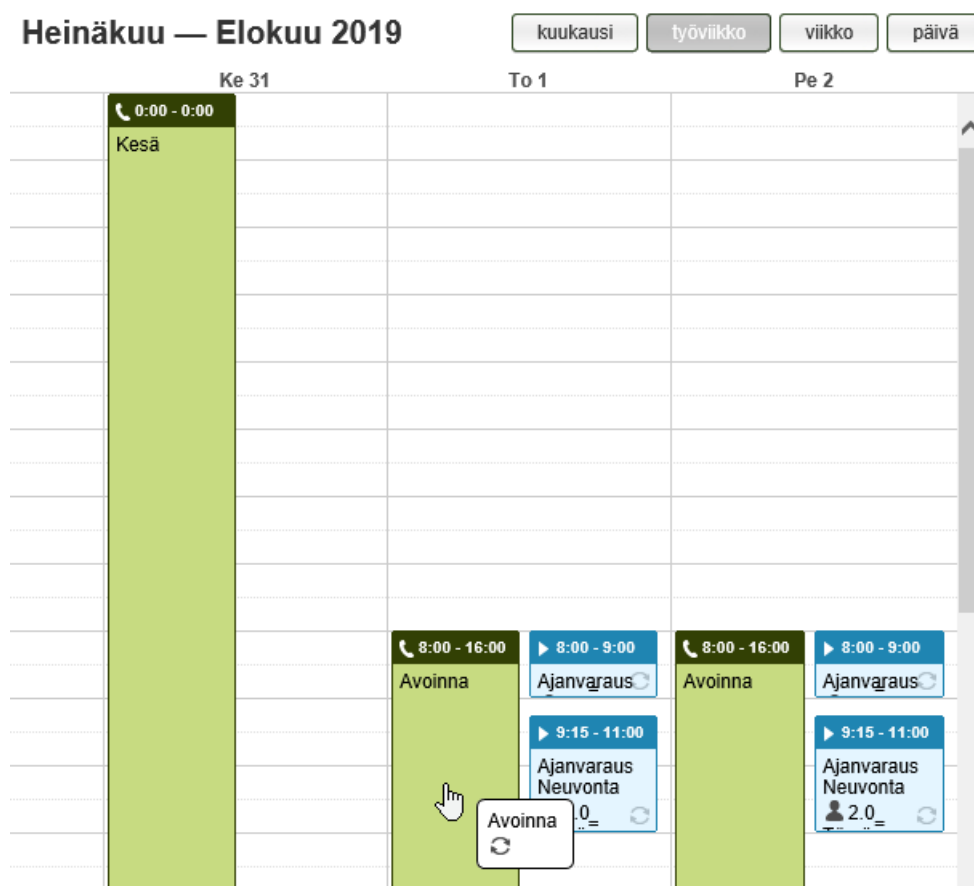 Heinäkuu — Elokuu 2019
kuukausi
työviikko
viikko
päivä
Ke 31
To 1
Pe 2
0:00 - 0:00
Kesä
8:00 - 16:00
Avoinna
8:00 - 9:00
Ajanvaraus
9:15 - 11:00
Ajanvaraus
Neuvonta
.0_
Avoinna
8:00 - 16:00
Avoinna
8:00 - 9:00
Ajanvaraus
9:15 - 11:00
Ajanvaraus
Neuvonta
2.0_